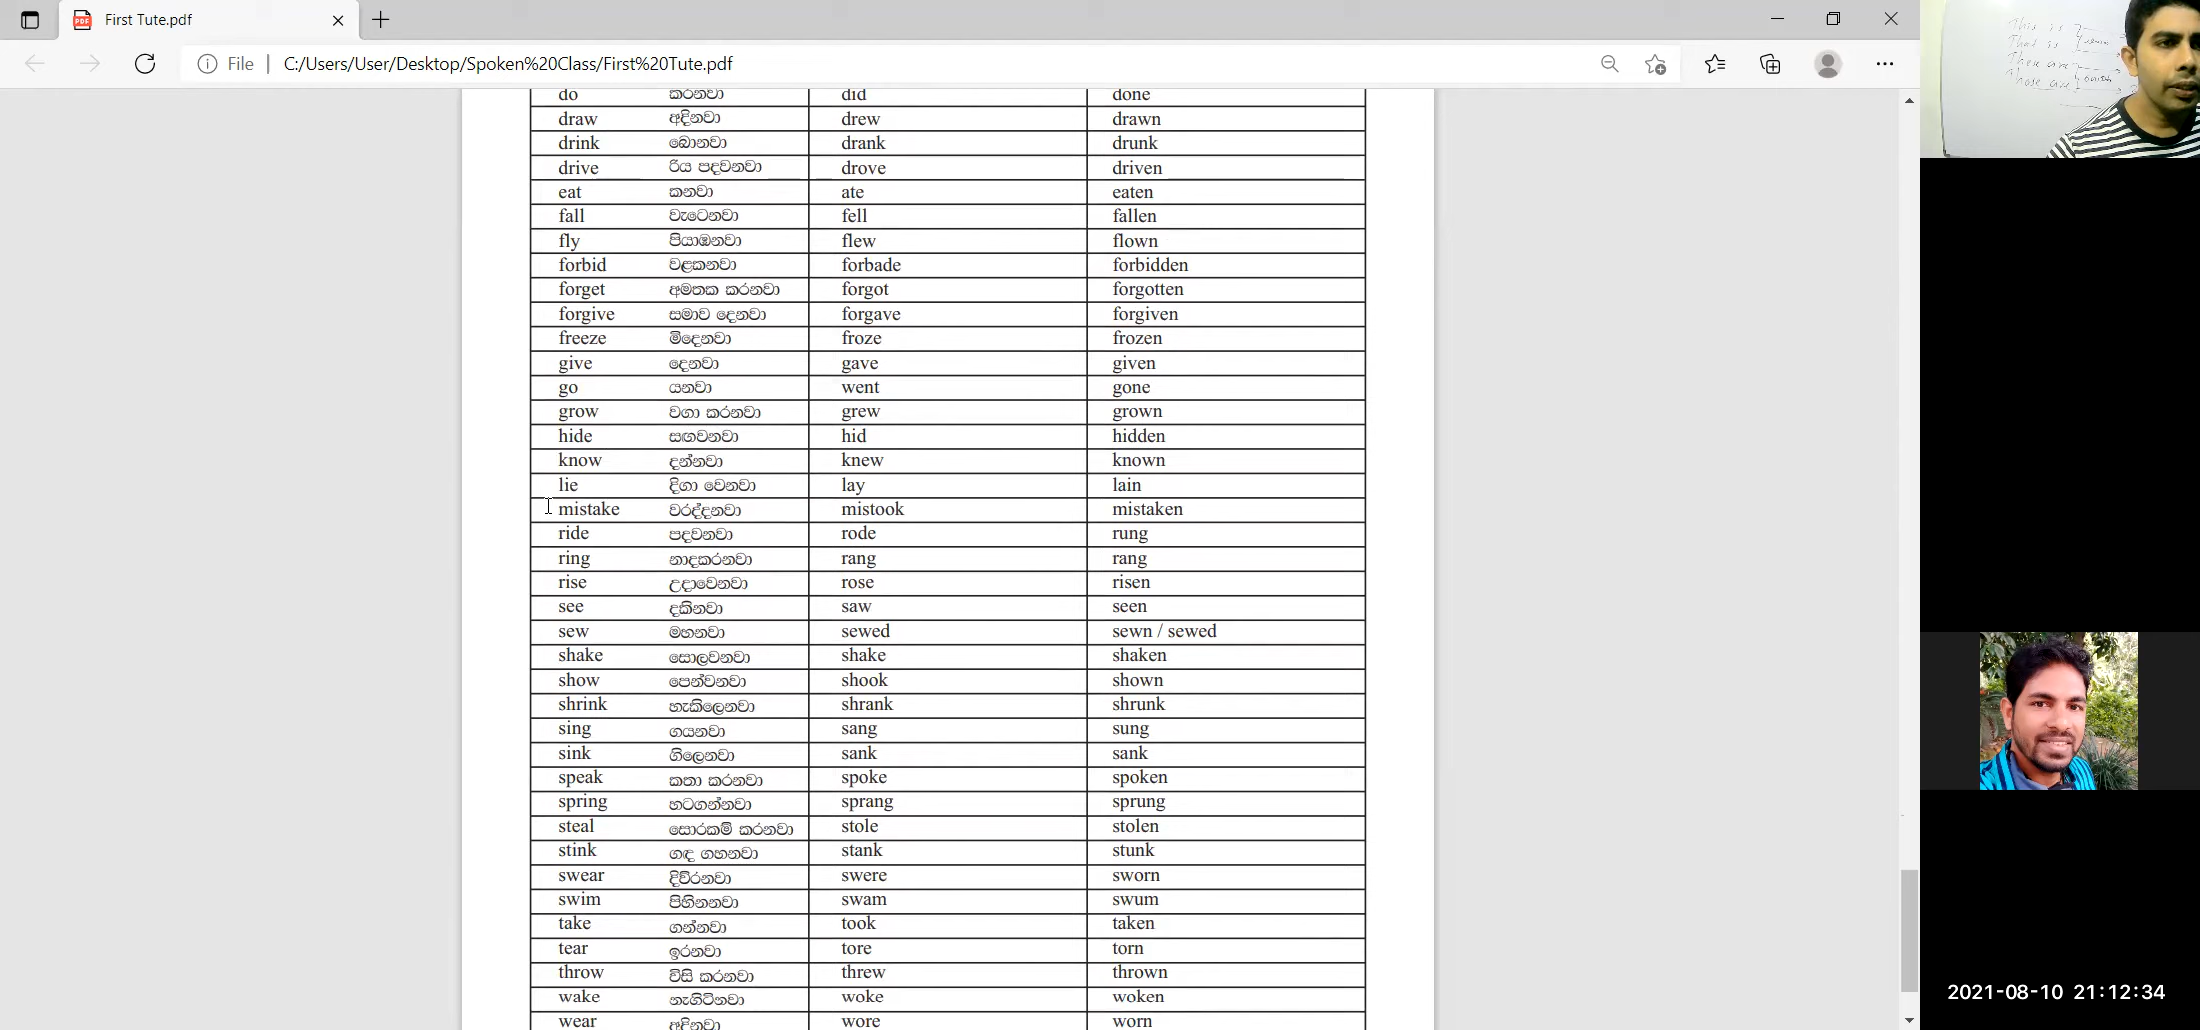 First Tute.pdf
File | C:/Users/User/Desktop/Spoken%20Class/First%20Tute.pdf
do කරනවා did done
draw අඳිනවා drew drawn
drink බොනවා drank drunk
drive රිය පදවනවා drove driven
eat කනවා ate eaten
fall වැටෙනවා fell fallen
fly පියාඹනවා flew flown
forbid වළකනවා forbade forbidden
forget අමතක කරනවා forgot forgotten
forgive සමාව දෙනවා forgave forgiven
freeze මිදෙනවා froze frozen
give දෙනවා gave given
go යනවා went gone
grow වගා කරනවා grew grown
hide සඟවනවා hid hidden
know දන්නවා knew known
lie දිගා වෙනවා lay lain
mistake වරද්දනවා mistook mistaken
ride පදවනවා rode rung
ring නාදකරනවා rang rang
rise උදාවෙනවා rose risen
see දකිනවා saw seen
sew මහනවා sewed sewn / sewed
shake සොලවනවා shake shaken
show පෙන්වනවා shook shown
shrink හැකිලෙනවා shrank shrunk
sing ගයනවා sang sung
sink ගිලෙනවා sank sank
speak කතා කරනවා spoke spoken
spring හටගන්නවා sprang sprung
steal සොරකම් කරනවා stole stolen
stink ගඳ ගහනවා stank stunk
swear දිව්රනවා swere sworn
swim පිහිනනවා swam swum
take ගන්නවා took taken
tear ඉරනවා tore torn
throw විසි කරනවා threw thrown
wake නැගිටිනවා woke woken
wear අඳිනවා wore worn
This is
That is
2021-08-10 21:12:34